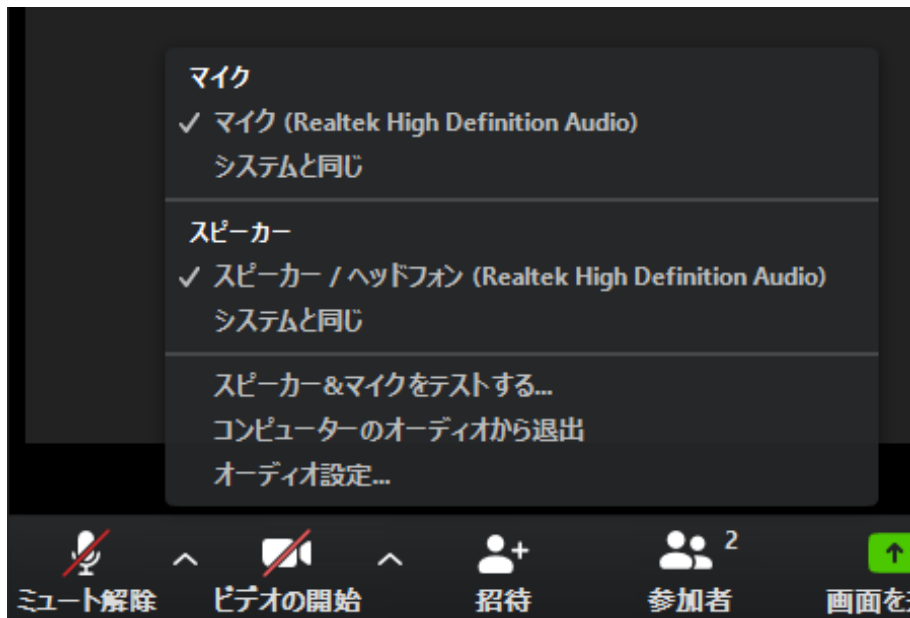 マイク
マイク (Realtek High Definition Audio)
システムと同じ
スピーカー
スピーカー / ヘッドフォン (Realtek High Definition Audio)
システムと同じ
スピーカー&マイクをテストする...
コンピューターのオーディオから退出
オーディオ設定...
2
ミュート解除 ビデオの開始 招待 参加者 画面を